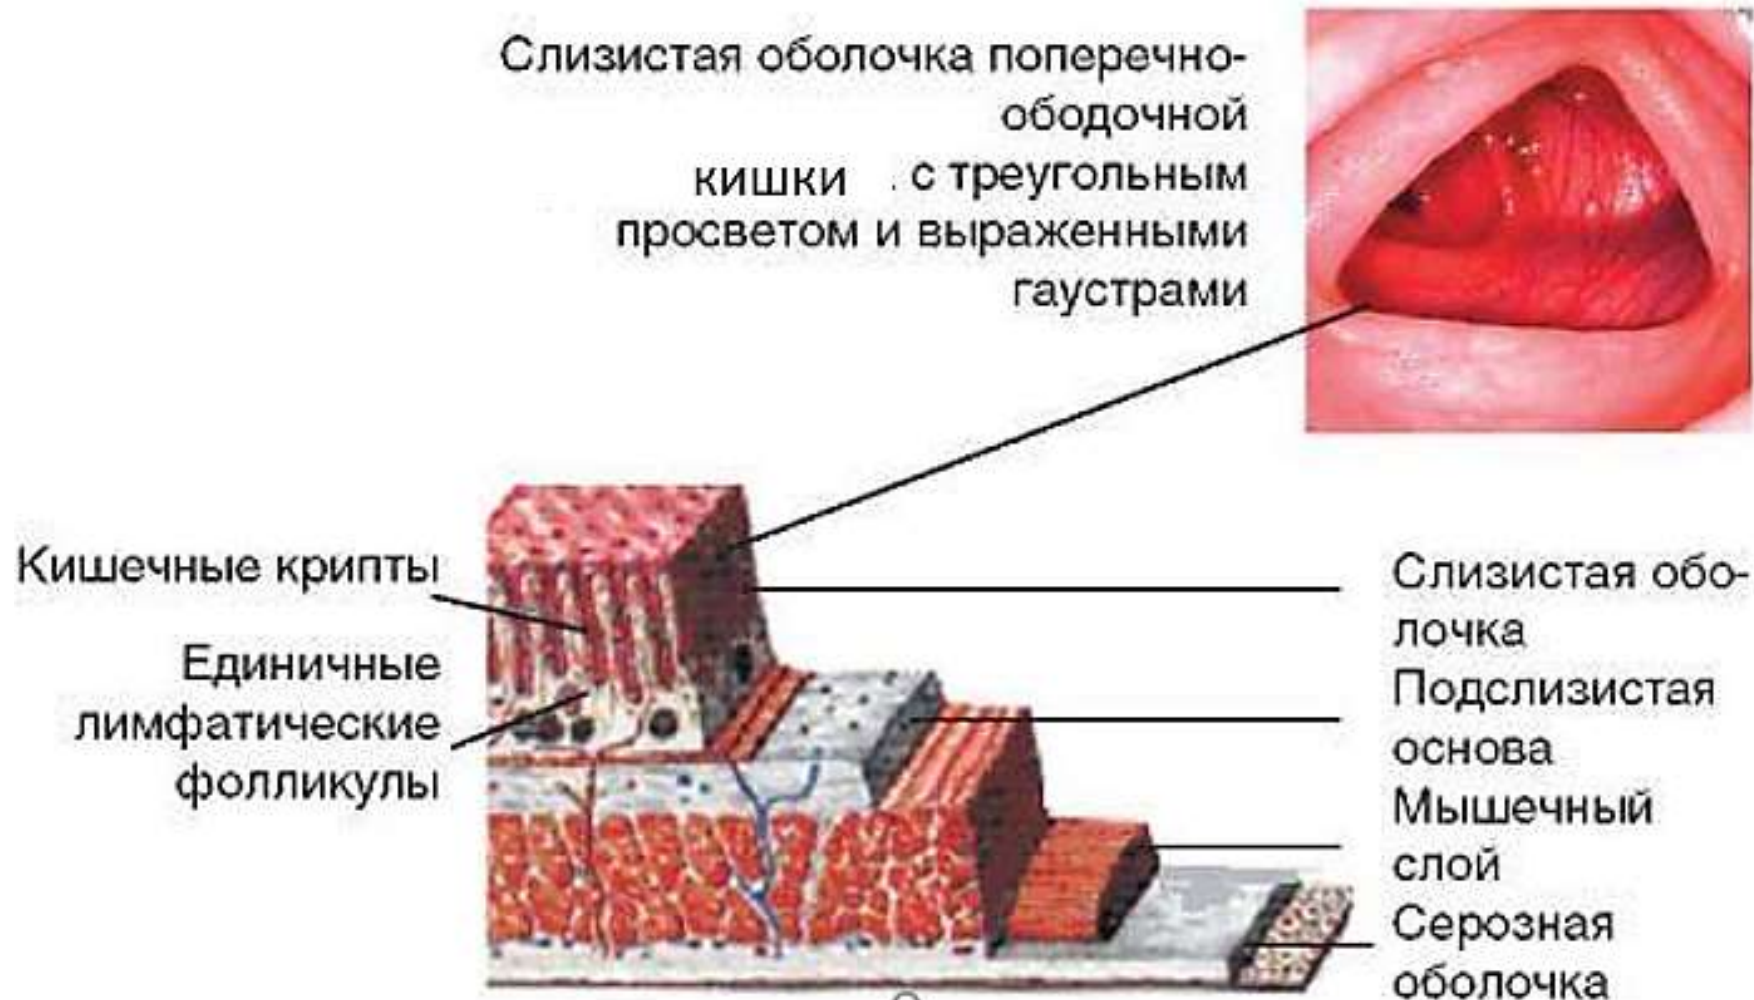 Слизистая оболочка поперечно-
ободочной
кишки с треугольным
просветом и выраженными
гаустрами
Кишечные крипты
Единичные
лимфатические
фолликулы
Слизистая обо-
лочка
Подслизистая
основа
Мышечный
слой
Серозная
оболочка